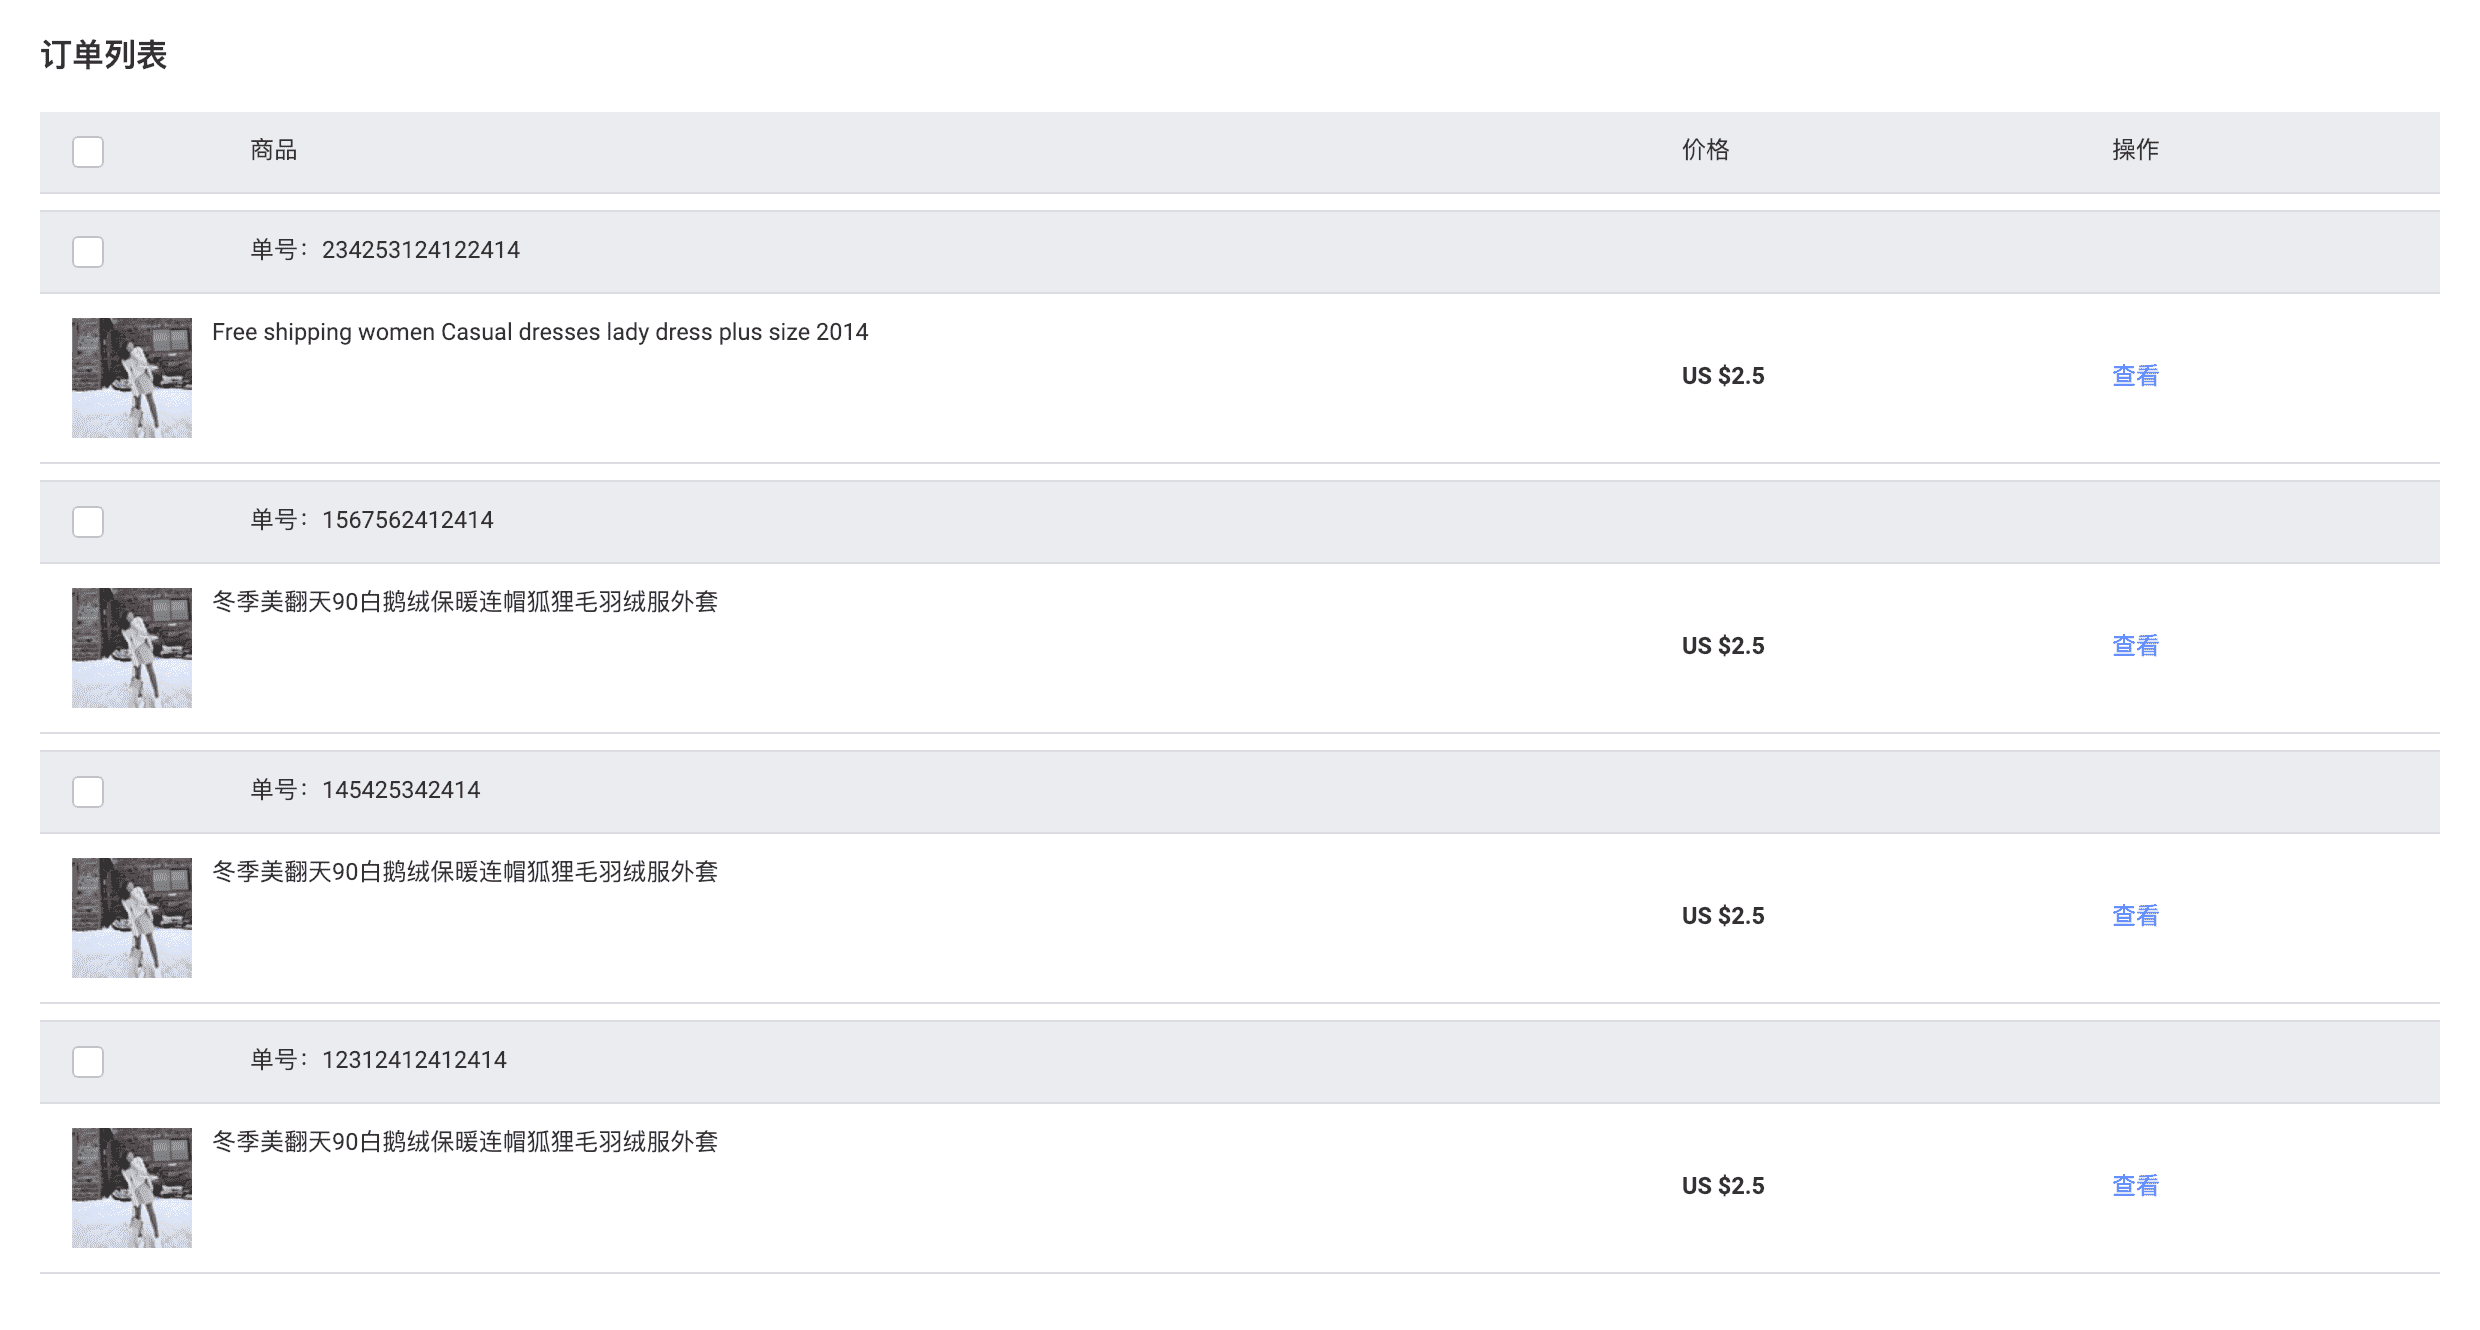 订单列表
商品 价格 操作
单号：234253124122414
Free shipping women Casual dresses lady dress plus size 2014
US $2.5 查看
单号：1567562412414
冬季美翻天90白鹅绒保暖连帽狐狸毛羽绒服外套
US $2.5 查看
单号：145425342414
冬季美翻天90白鹅绒保暖连帽狐狸毛羽绒服外套
US $2.5 查看
单号：12312412412414
冬季美翻天90白鹅绒保暖连帽狐狸毛羽绒服外套
US $2.5 查看